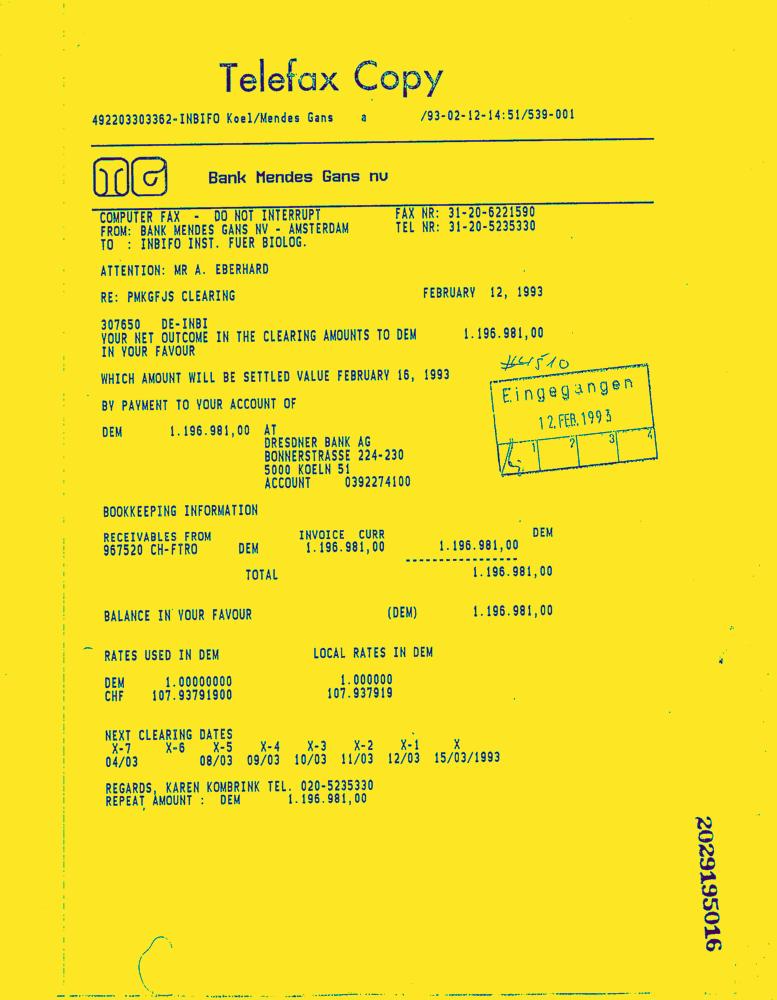 Telefax Copy
492203303362-INBIFO Koel/Mendes Gans a /93-02-12-14:51/539-001
Bank Mendes Gans nv
COMPUTER FAX - DO NOT INTERRUPT FAX NR: 31-20-6221590
FROM: BANK MENDES GANS NV - AMSTERDAM TEL NR: 31-20-5235330
TO : INBIFO INST. FUER BIOLOG.
ATTENTION: MR A. EBERHARD
RE: PMKGFJS CLEARING FEBRUARY 12, 1993
307650 DE-INBI
YOUR NET OUTCOME IN THE CLEARING AMOUNTS TO DEM 1.196.981,00
IN YOUR FAVOUR
WHICH AMOUNT WILL BE SETTLED VALUE FEBRUARY 16, 1993
BY PAYMENT TO YOUR ACCOUNT OF
Eingegangen
12. FEB. 1993
1 2 3 4
DEM 1.196.981,00 AT
DRESDNER BANK AG
BONNERSTRASSE 224-230
5000 KOELN 51
ACCOUNT 0392274100
BOOKKEEPING INFORMATION
RECEIVABLES FROM INVOICE CURR DEM
967520 CH-FTRO DEM 1.196.981,00 1.196.981,00
------------------
TOTAL 1.196.981,00
BALANCE IN YOUR FAVOUR (DEM) 1.196.981,00
RATES USED IN DEM LOCAL RATES IN DEM
DEM 1.00000000 1.000000
CHF 107.93791900 107.937919
NEXT CLEARING DATES
X-7 X-6 X-5 X-4 X-3 X-2 X-1 X
04/03 08/03 09/03 10/03 11/03 12/03 15/03/1993
REGARDS, KAREN KOMBRINK TEL. 020-5235330
REPEAT AMOUNT : DEM 1.196.981,00
2029195016